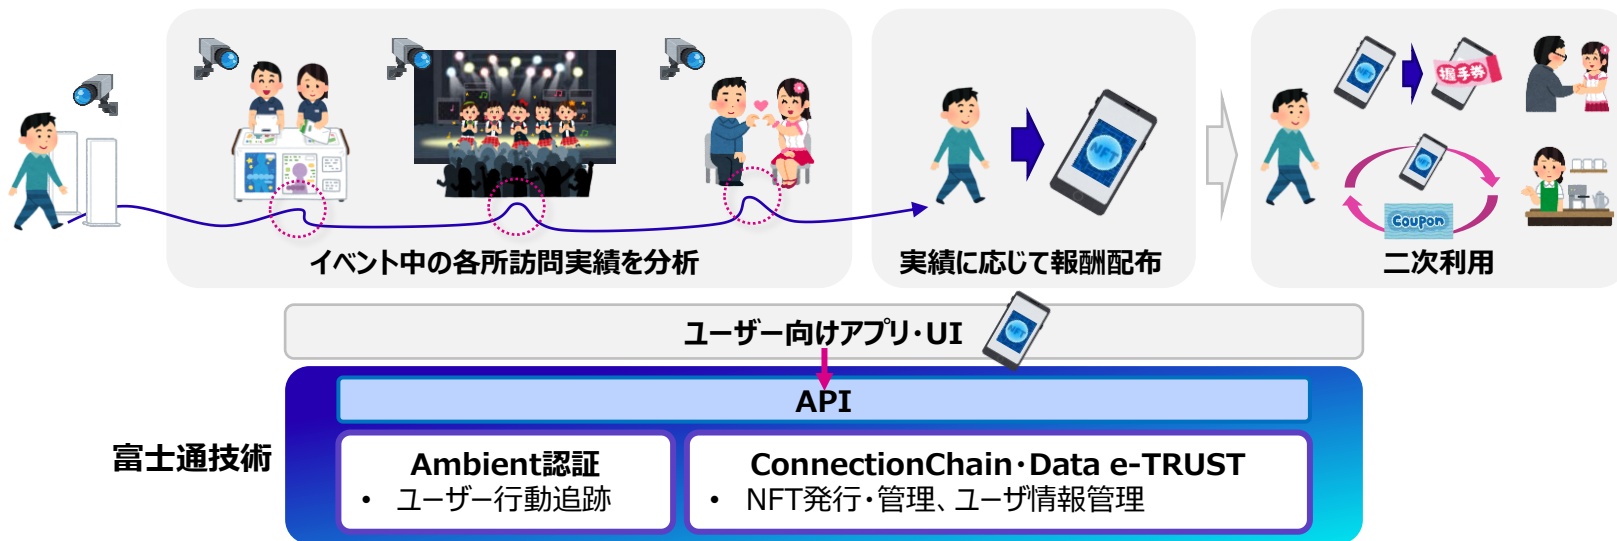 NFT
NFT
握手券
NFT
Coupon
イベント中の各所訪問実績を分析
実績に応じて報酬配布
二次利用
ユーザー向けアプリ・UI
NFT
API
富士通技術
Ambient認証
• ユーザー行動追跡
ConnectionChain・Data e-TRUST
• NFT発行・管理、ユーザ情報管理